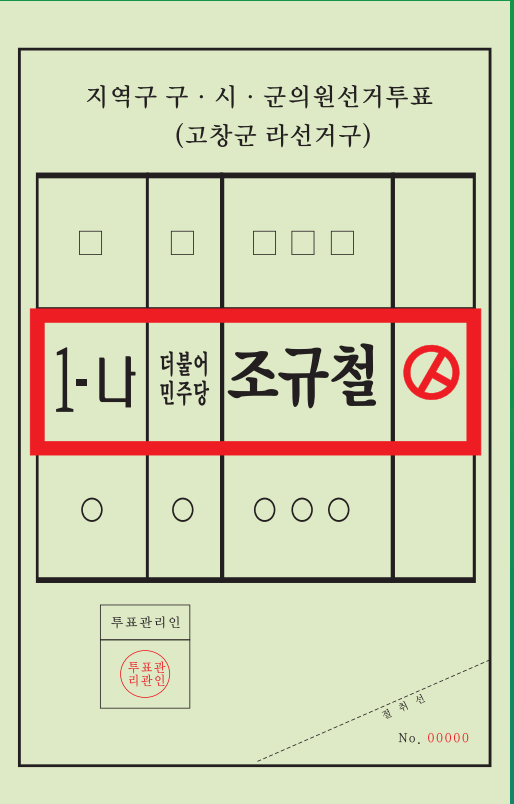 지역구 구 · 시 · 군의원선거투표
(고창군 라선거구)
□ □ □ □ □
1-나 더불어 민주당 조규철
○ ○ ○ ○ ○
투표관리인
투표관
리관인
절취선
No. 00000